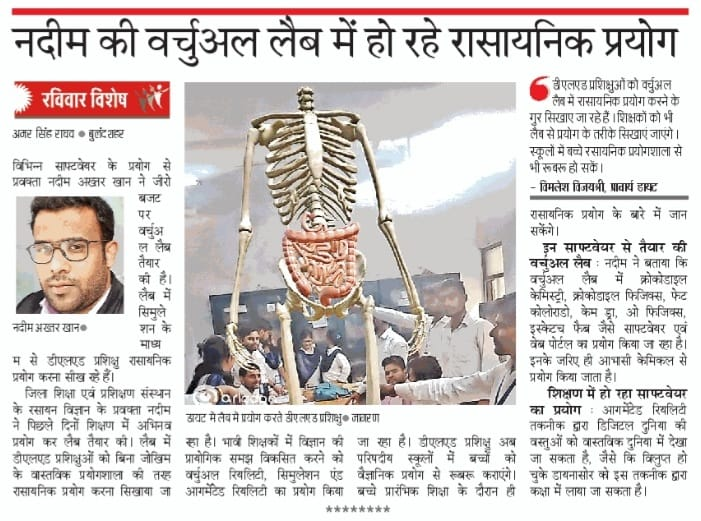 नदीम की वर्चुअल लैब में हो रहे रासायनिक प्रयोग
रविवार विशेष
अमर सिंह राघव ● बुलंदशहर
विभिन्न साफ्टवेयर के प्रयोग से
प्रवक्ता नदीम अख्तर खान ने जीरो
बजट
पर
वर्चुअ
ल लैब
तैयार
की है।
लैब में
सिमुले
शन के
माध्य
नदीम अख्तर खान●
म से डीएलएड प्रशिक्षु रासायनिक
प्रयोग करना सीख रहे हैं।
जिला शिक्षा एवं प्रशिक्षण संस्थान
के रसायन विज्ञान के प्रवक्ता नदीम
ने पिछले दिनों शिक्षण में अभिनव
प्रयोग कर लैब तैयार की। लैब में
डीएलएड प्रशिक्षुओं को बिना जोखिम
के वास्तविक प्रयोगशाला की तरह
रासायनिक प्रयोग करना सिखाया जा
डायट में लैब में प्रयोग करते डीएलएड प्रशिक्षु● जागरण
रहा है। भावी शिक्षकों में विज्ञान की
प्रायोगिक समझ विकसित करने को
वर्चुअल रियलिटी, सिमुलेशन एंड
आगमेंटेड रियलिटी का प्रयोग किया
जा रहा है। डीएलएड प्रशिक्षु अब
परिषदीय स्कूलों में बच्चों को
वैज्ञानिक प्रयोग से रूबरू कराएंगे।
बच्चे प्रारंभिक शिक्षा के दौरान ही
डीएलएड प्रशिक्षुओं को वर्चुअल
लैब में रासायनिक प्रयोग करने के
गुर सिखाए जा रहे हैं। शिक्षकों को भी
लैब से प्रयोग के तरीके सिखाएं जाएंगे।
स्कूलों में बच्चे रसायनिक प्रयोगशाला से
भी रूबरू हो सकें।
- विमलेश विजयश्री, प्राचार्य डायट
रासायनिक प्रयोग के बारे में जान
सकेंगे।
इन साफ्टवेयर से तैयार की
वर्चुअल लैब : नदीम ने बताया कि
वर्चुअल लैब में क्रोकोडाइल
केमिस्ट्री, क्रोकोडाइल फिजिक्स, फेट
कोलोराडो, केम ड्रा, ओ फिजिक्स,
इसकेटच फैब जैसे साफ्टवेयर एवं
वेब पोर्टल का प्रयोग किया जा रहा है।
इनके जरिए ही आभासी केमिकल से
प्रयोग किया जाता है।
शिक्षण में हो रहा साफ्टवेयर
का प्रयोग : आगमेंटेड रियलिटी
तकनीक द्वारा डिजिटल दुनिया की
वस्तुओं को वास्तविक दुनिया में देखा
जा सकता है, जैसे कि विलुप्त हो
चुके डायनासोर को इस तकनीक द्वारा
कक्षा में लाया जा सकता है।
********